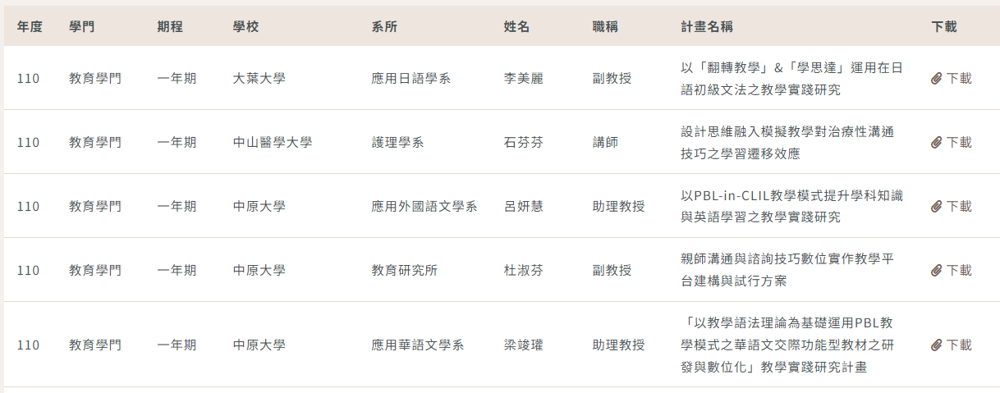 年度 學門 期程 學校 系所 姓名 職稱 計畫名稱 下載
110 教育學門 一年期 大葉大學 應用日語學系 李美麗 副教授 以「翻轉教學」&「學思達」運用在日
語初級文法之教學實踐研究 下載
110 教育學門 一年期 中山醫學大學 護理學系 石芬芬 講師 設計思維融入模擬教學對治療性溝通
技巧之學習遷移效應 下載
110 教育學門 一年期 中原大學 應用外國語文學系 呂妍慧 助理教授 以PBL-in-CLIL教學模式提升學科知識
與英語學習之教學實踐研究 下載
110 教育學門 一年期 中原大學 教育研究所 杜淑芬 副教授 親師溝通與諮詢技巧數位實作教學平
台建構與試行方案 下載
110 教育學門 一年期 中原大學 應用華語文學系 梁竣瓘 助理教授 「以教學語法理論為基礎運用PBL教
學模式之華語文交際功能型教材之研
發與數位化」教學實踐研究計畫 下載